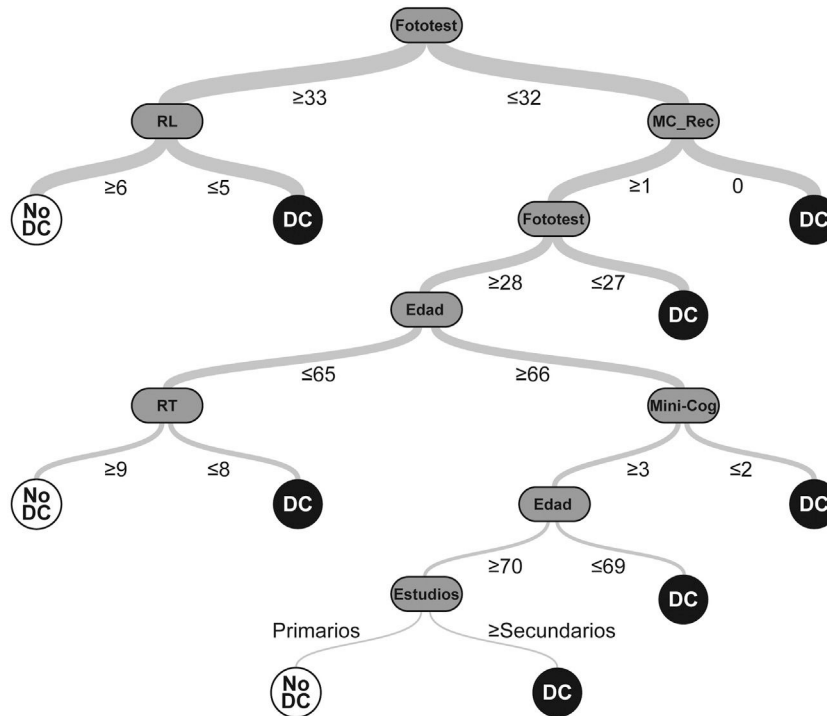 Fototest
≥33
≤32
RL
MC_Rec
≥6
≤5
≥1
0
No
DC
DC
Fototest
DC
≥28
≤27
Edad
DC
≤65
≥66
RT
Mini-Cog
≥9
≤8
≥3
≤2
No
DC
DC
Edad
DC
≥70
≤69
Estudios
DC
Primarios
≥Secundarios
No
DC
DC